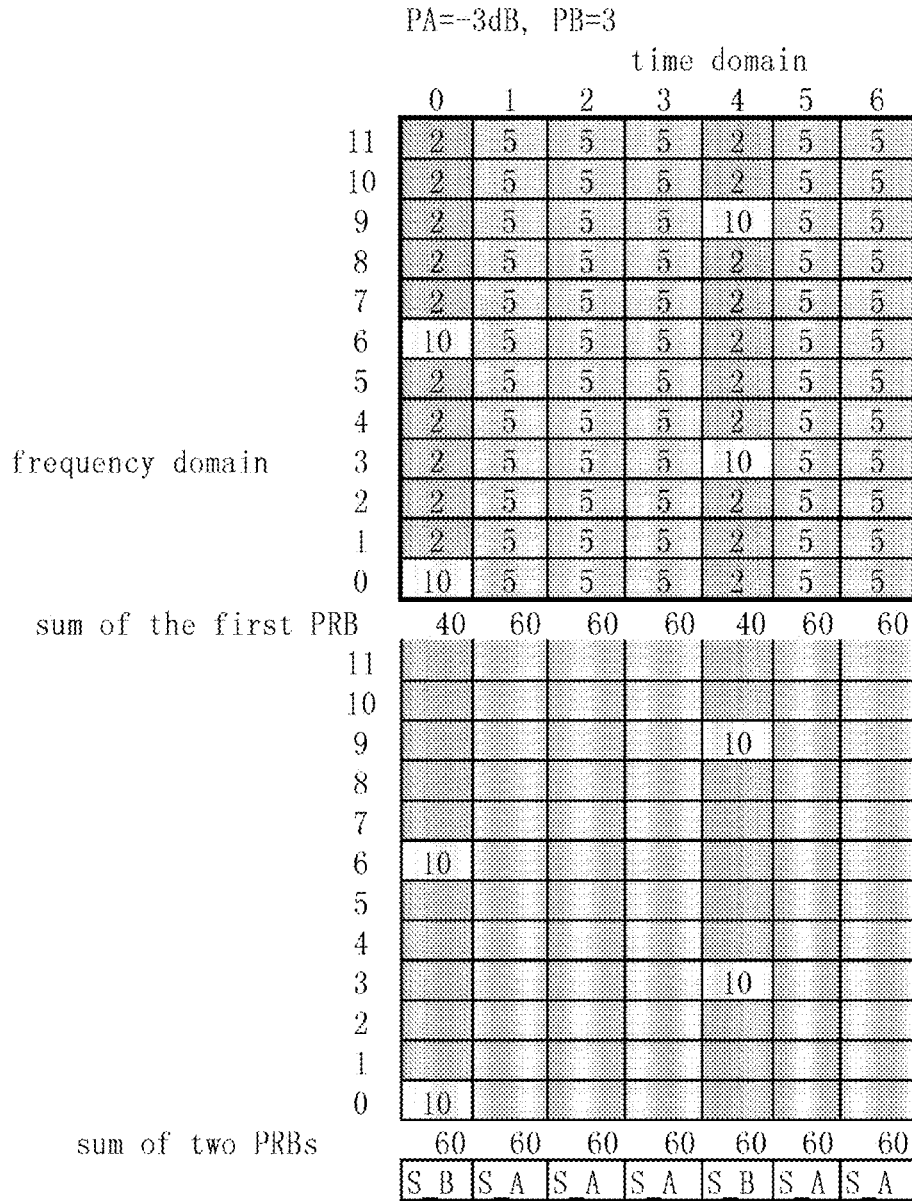 PA=-3dB, PB=3
time domain
0 1 2 3 4 5 6
11 2 5 5 5 2 5 5
10 2 5 5 5 2 5 5
9 2 5 5 5 10 5 5
8 2 5 5 5 2 5 5
7 2 5 5 5 2 5 5
6 10 5 5 5 2 5 5
5 2 5 5 5 2 5 5
4 2 5 5 5 2 5 5
frequency domain 3 2 5 5 5 10 5 5
2 2 5 5 5 2 5 5
1 2 5 5 5 2 5 5
0 10 5 5 5 2 5 5
sum of the first PRB 40 60 60 60 40 60 60
11
10
9 10
8
7
6 10
5
4
3 10
2
1
0 10
sum of two PRBs 60 60 60 60 60 60 60
S_B S_A S_A S_A S_B S_A S_A